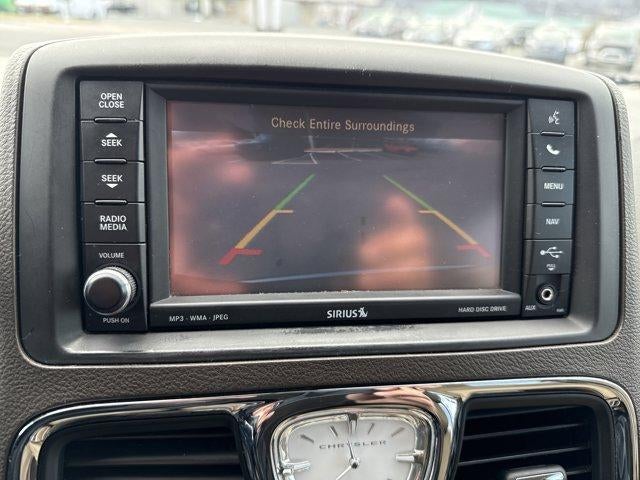 Check Entire Surroundings
OPEN
CLOSE
SEEK
SEEK
RADIO
MEDIA
VOLUME
PUSH ON
MENU
NAV
PULL
AUX
MP3 · WMA · JPEG
SIRIUS
HARD DISC DRIVE
CHRYSLER